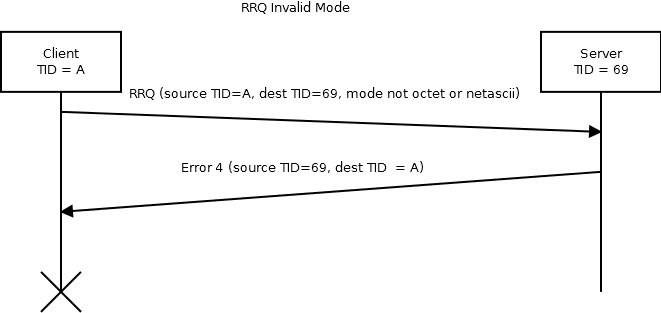 RRQ Invalid Mode
Client
TID = A
Server
TID = 69
RRQ (source TID=A, dest TID=69, mode not octet or netascii)
Error 4 (source TID=69, dest TID  = A)